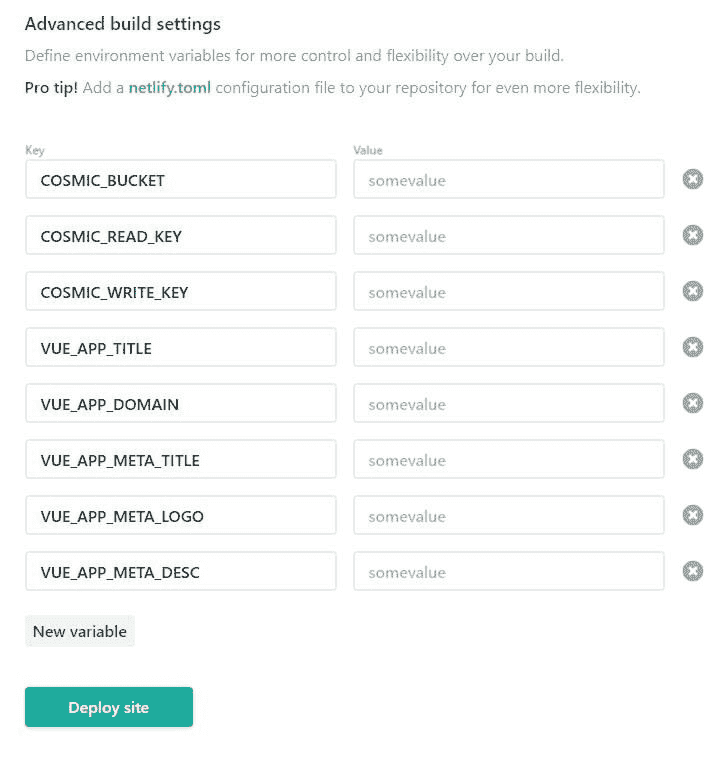 Advanced build settings
Define environment variables for more control and flexibility over your build.
Pro tip! Add a netlify.toml configuration file to your repository for even more flexibility.
Key Value
COSMIC_BUCKET somevalue
COSMIC_READ_KEY somevalue
COSMIC_WRITE_KEY somevalue
VUE_APP_TITLE somevalue
VUE_APP_DOMAIN somevalue
VUE_APP_META_TITLE somevalue
VUE_APP_META_LOGO somevalue
VUE_APP_META_DESC somevalue
New variable
Deploy site